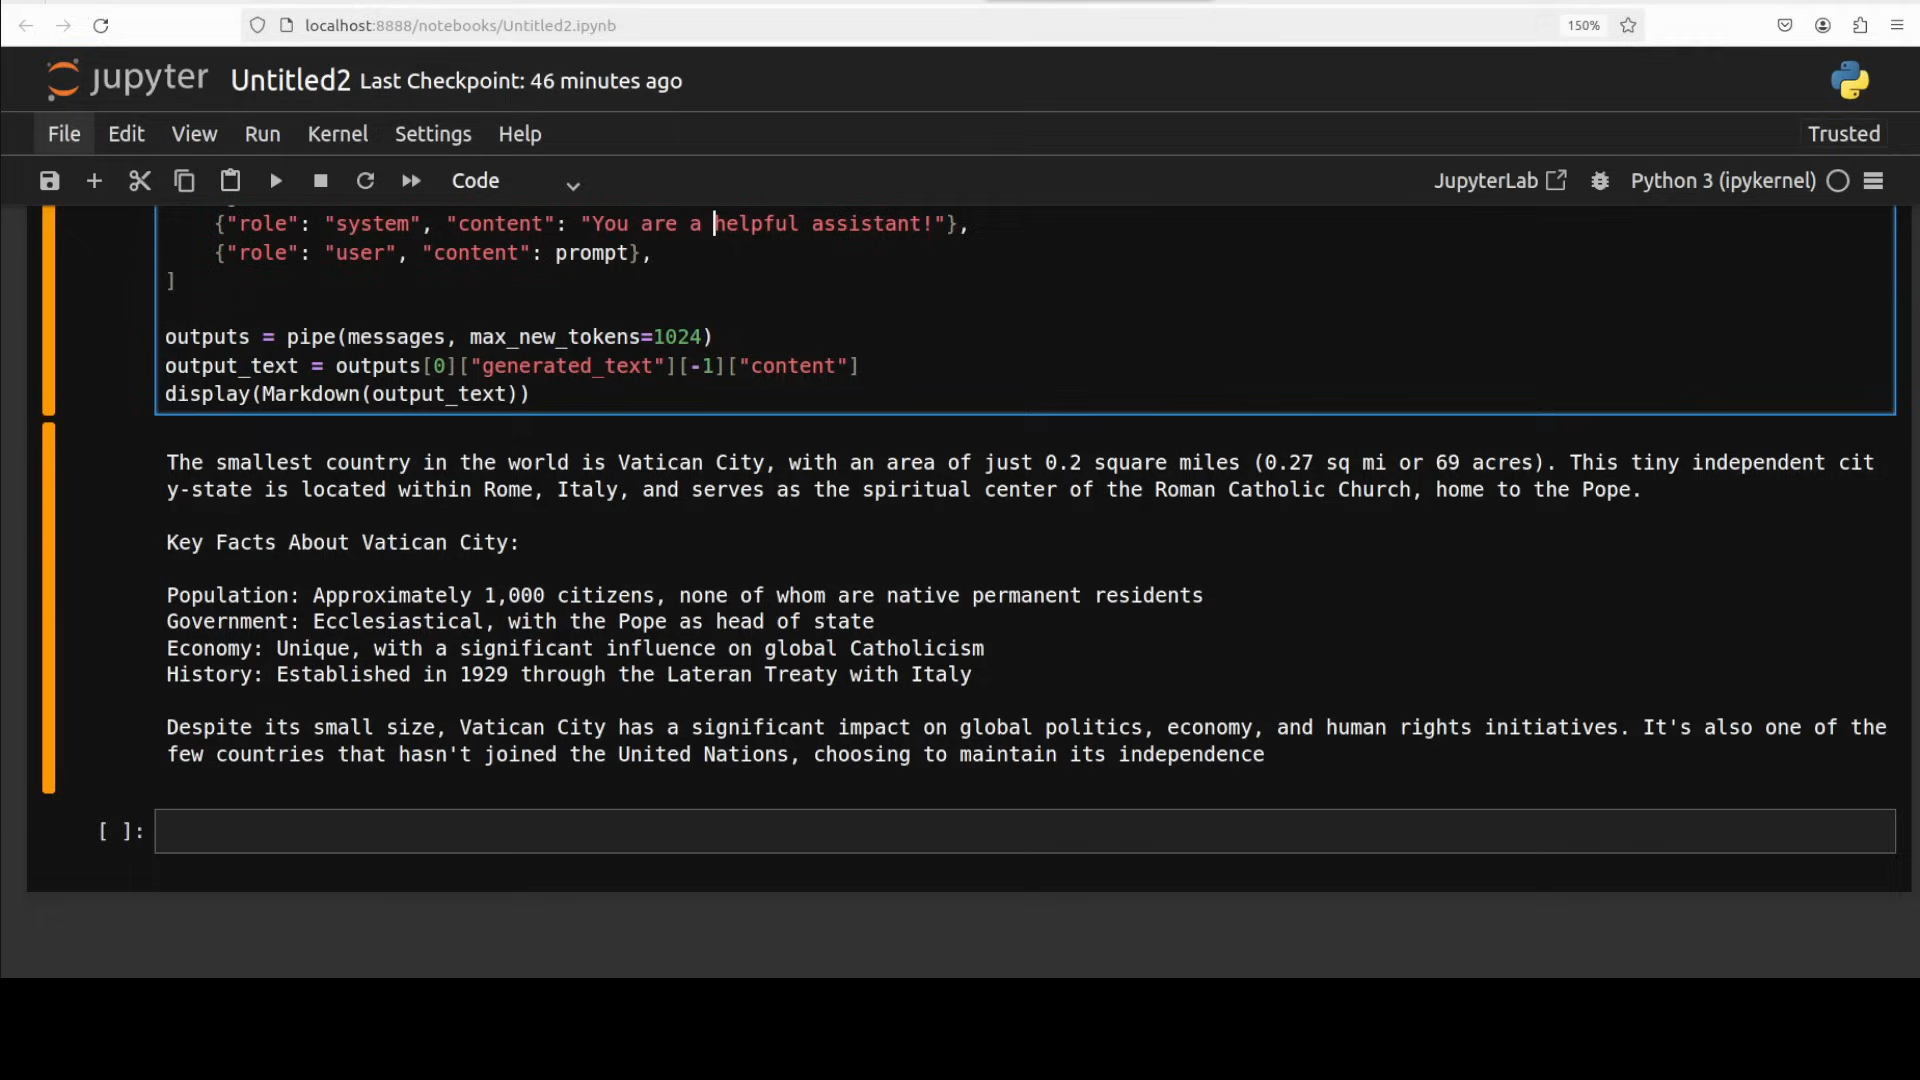 localhost:8888/notebooks/Untitled2.ipynb
150%
jupyter Untitled2 Last Checkpoint: 46 minutes ago
File Edit View Run Kernel Settings Help
Trusted
Code
JupyterLab
Python 3 (ipykernel)
{"role": "system", "content": "You are a helpful assistant!"},
{"role": "user", "content": prompt},
]
outputs = pipe(messages, max_new_tokens=1024)
output_text = outputs[0]["generated_text"][-1]["content"]
display(Markdown(output_text))
The smallest country in the world is Vatican City, with an area of just 0.2 square miles (0.27 sq mi or 69 acres). This tiny independent cit
y-state is located within Rome, Italy, and serves as the spiritual center of the Roman Catholic Church, home to the Pope.
Key Facts About Vatican City:
Population: Approximately 1,000 citizens, none of whom are native permanent residents
Government: Ecclesiastical, with the Pope as head of state
Economy: Unique, with a significant influence on global Catholicism
History: Established in 1929 through the Lateran Treaty with Italy
Despite its small size, Vatican City has a significant impact on global politics, economy, and human rights initiatives. It's also one of the
few countries that hasn't joined the United Nations, choosing to maintain its independence
[ ]: